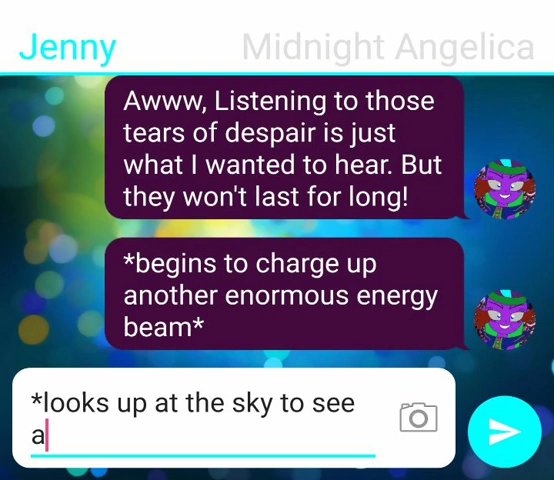 Jenny
Midnight Angelica
Awww, Listening to those
tears of despair is just
what I wanted to hear. But
they won't last for long!
*begins to charge up
another enormous energy
beam*
*looks up at the sky to see
a